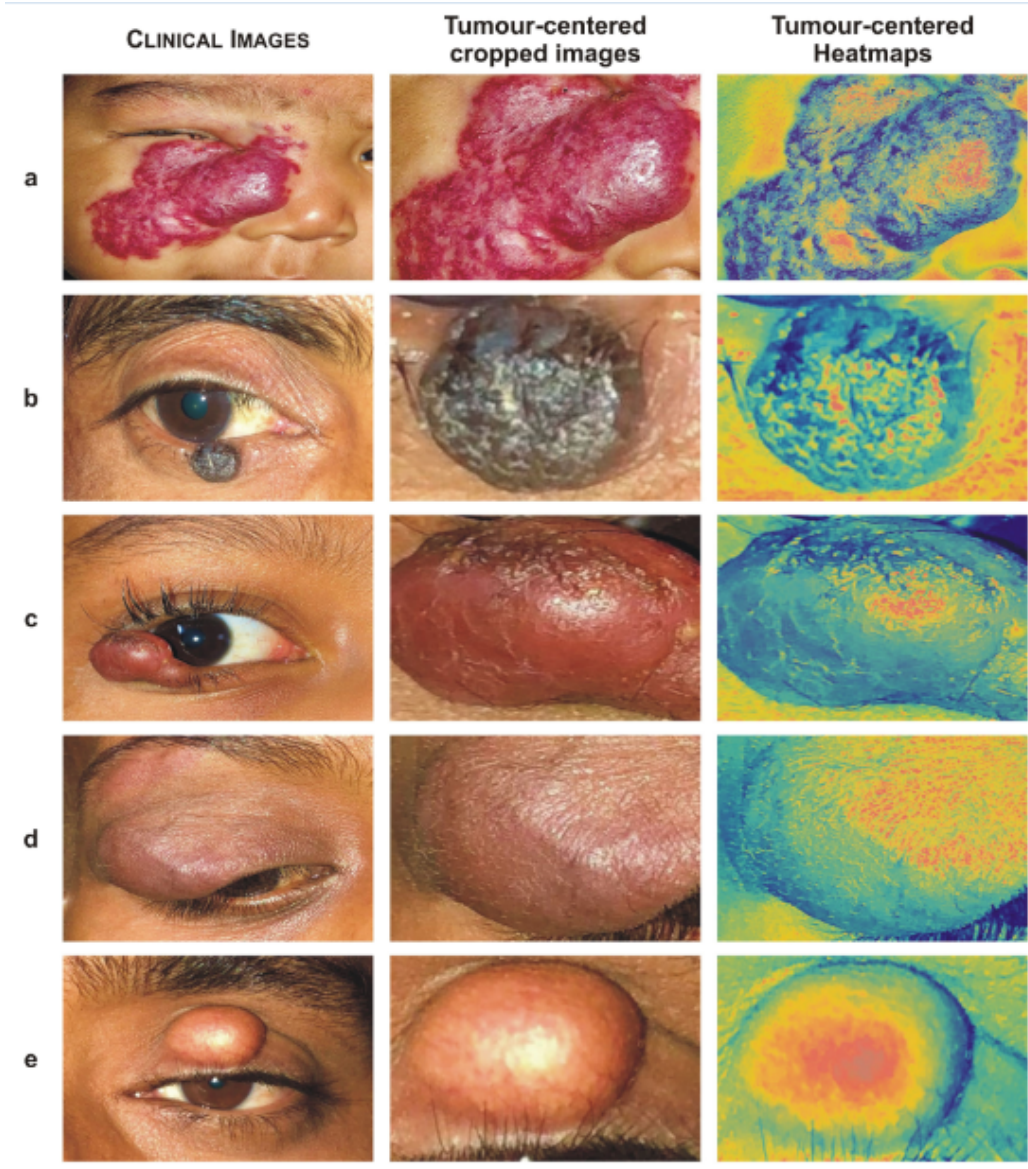 CLINICAL IMAGES
Tumour-centered
cropped images
Tumour-centered
Heatmaps
a
b
c
d
e